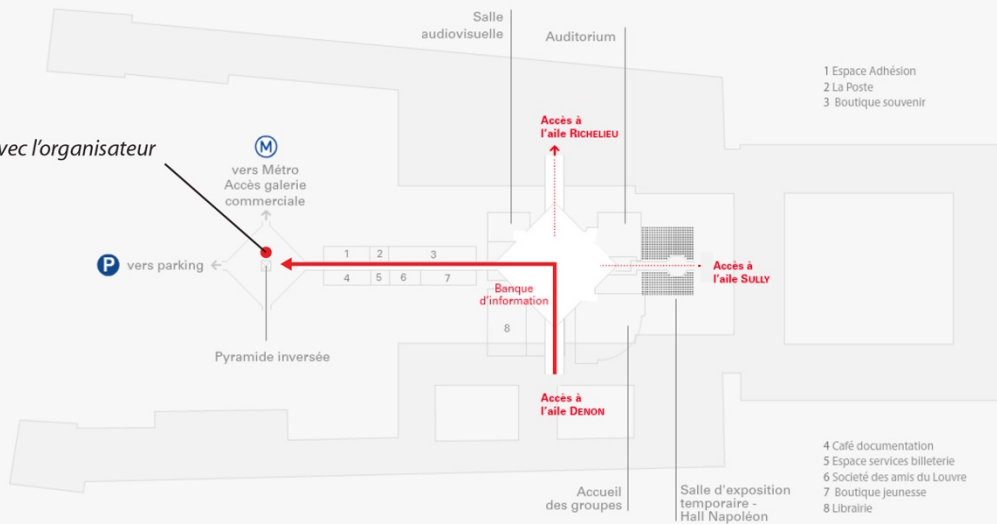 Salle
audiovisuelle
Auditorium
1 Espace Adhésion
2 La Poste
3 Boutique souvenir
vec l'organisateur
M
vers Métro
Accès galerie
commerciale
Accès à
l'aile RICHELIEU
P vers parking
1 2 3
4 5 6 7
Banque
d'information
8
Accès à
l'aile SULLY
Pyramide inversée
Accès à
l'aile DENON
4 Café documentation
5 Espace services billeterie
6 Societé des amis du Louvre
7 Boutique jeunesse
8 Librairie
Accueil
des groupes
Salle d'exposition
temporaire -
Hall Napoléon